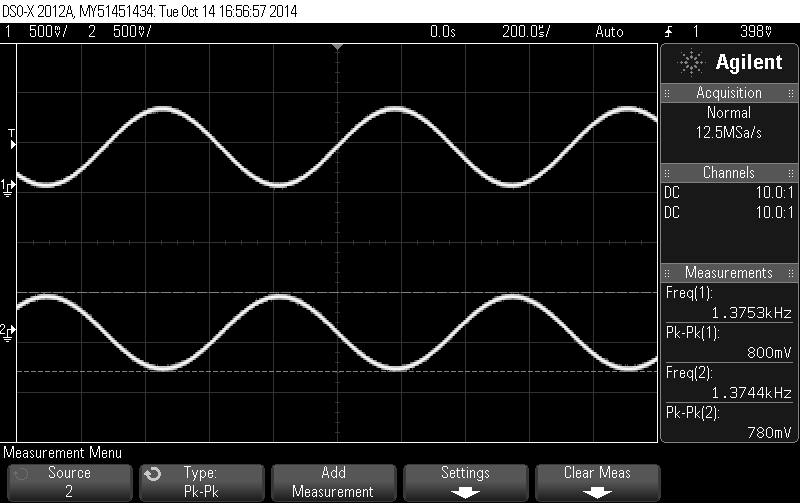 DSO-X 2012A, MY51451434: Tue Oct 14 16:56:57 2014
1 500mV/ 2 500mV/ 0.0s 200.0us/ Auto 1 398mV
Agilent
Acquisition
Normal
12.5MSa/s
Channels
DC 10.0:1
DC 10.0:1
Measurements
Freq(1):
1.3753kHz
Pk-Pk(1):
800mV
Freq(2):
1.3744kHz
Pk-Pk(2):
780mV
T
1
2
Measurement Menu
Source
2
Type:
Pk-Pk
Add
Measurement
Settings
Clear Meas